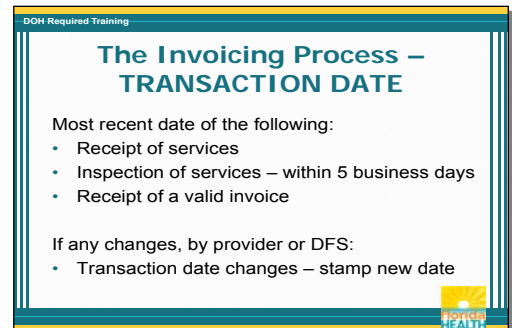 DOH Required Training
The Invoicing Process –
TRANSACTION DATE
Most recent date of the following:
• Receipt of services
• Inspection of services – within 5 business days
• Receipt of a valid invoice
If any changes, by provider or DFS:
• Transaction date changes – stamp new date
Florida
HEALTH